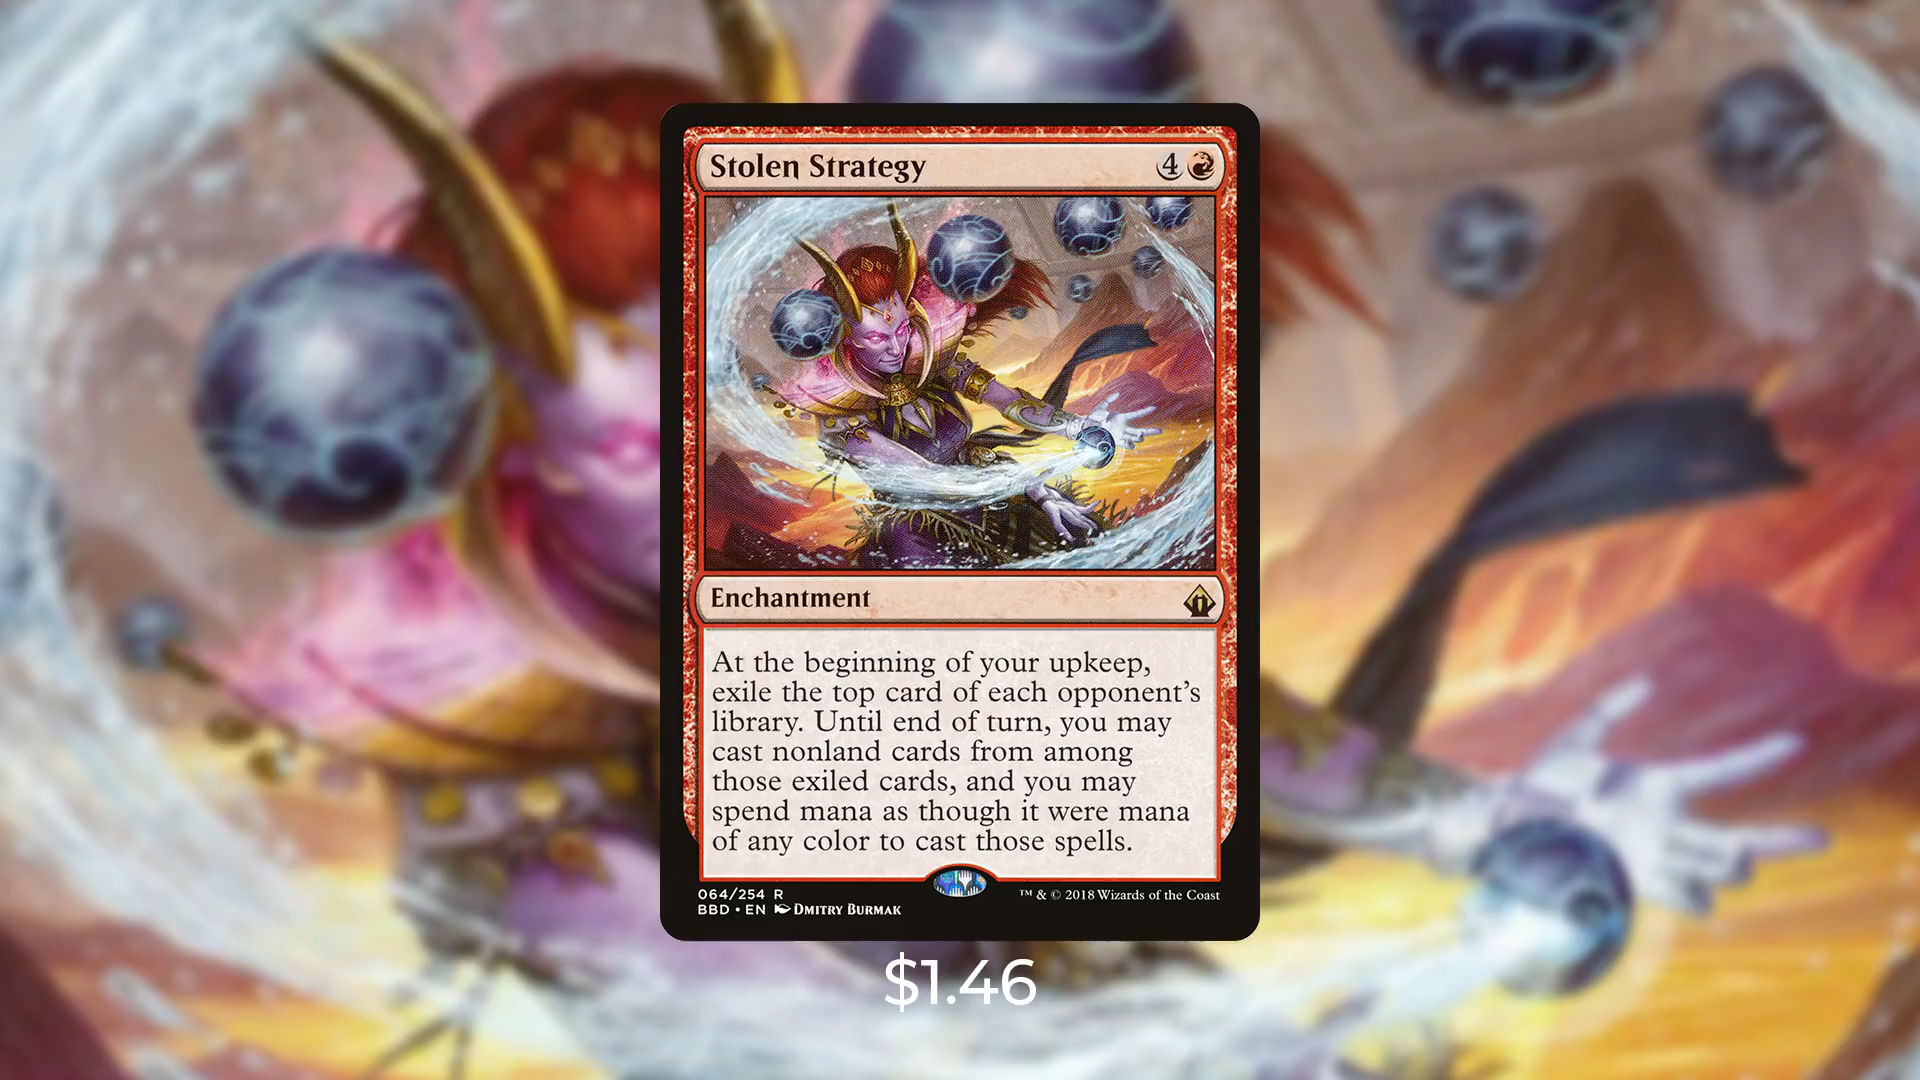 Stolen Strategy 4
Enchantment
At the beginning of your upkeep,
exile the top card of each opponent's
library. Until end of turn, you may
cast nonland cards from among
those exiled cards, and you may
spend mana as though it were mana
of any color to cast those spells.
064/254 R
BBD • EN Dmitry Burmak
™ & © 2018 Wizards of the Coast
$1.46